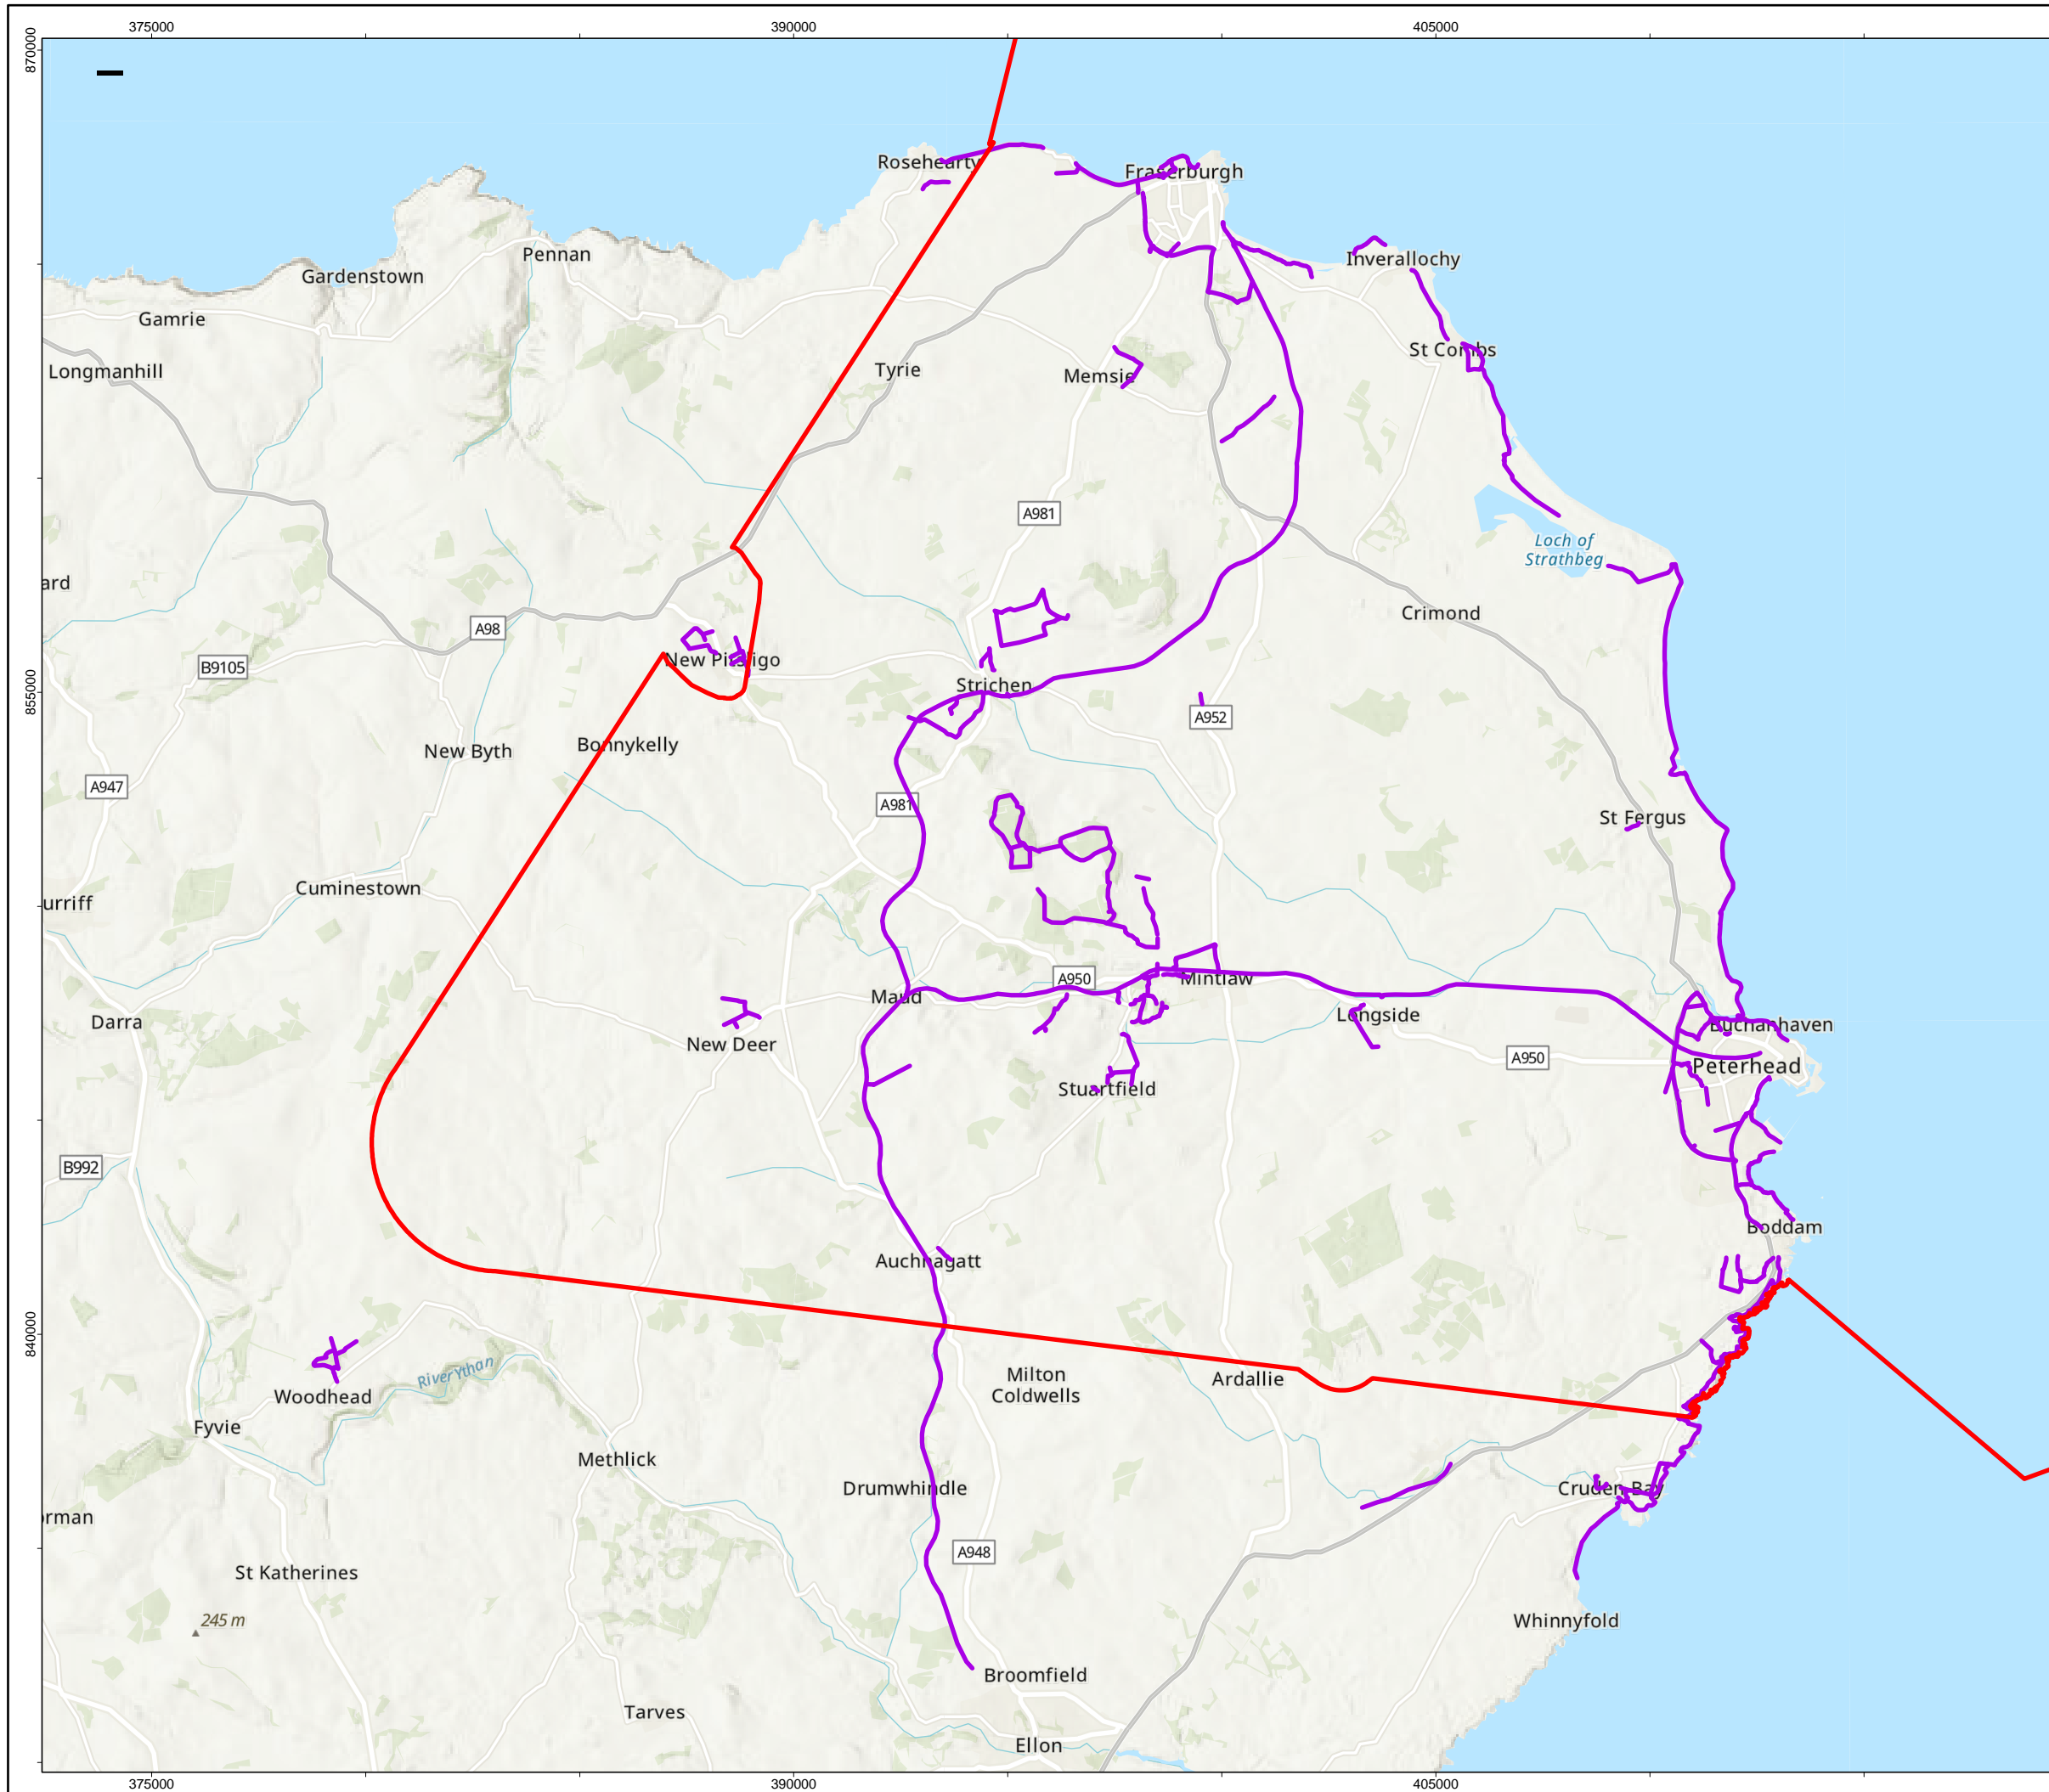 375000
390000
405000
870000
Rosehearty
Fraserburgh
Pennan
Inverallochy
Gardenstown
Gamrie
St Combs
Longmanhill
Tyrie
Memsie
A981
Loch of
Strathbeg
ard
Crimond
A98
B9105
New Pitsligo
Strichen
855000
A952
New Byth
Bonnykelly
A947
A981
St Fergus
Cuminestown
urriff
A950
Mintlaw
Maud
Longside
Darra
Buchanhaven
New Deer
A950
Peterhead
Stuartfield
B992
Boddam
Auchnagatt
840000
Milton
Coldwells
Ardallie
River Ythan
Woodhead
Fyvie
Methlick
Drumwhindle
Cruden Bay
orman
A948
St Katherines
245 m
Whinnyfold
Broomfield
Tarves
Ellon
375000
390000
405000